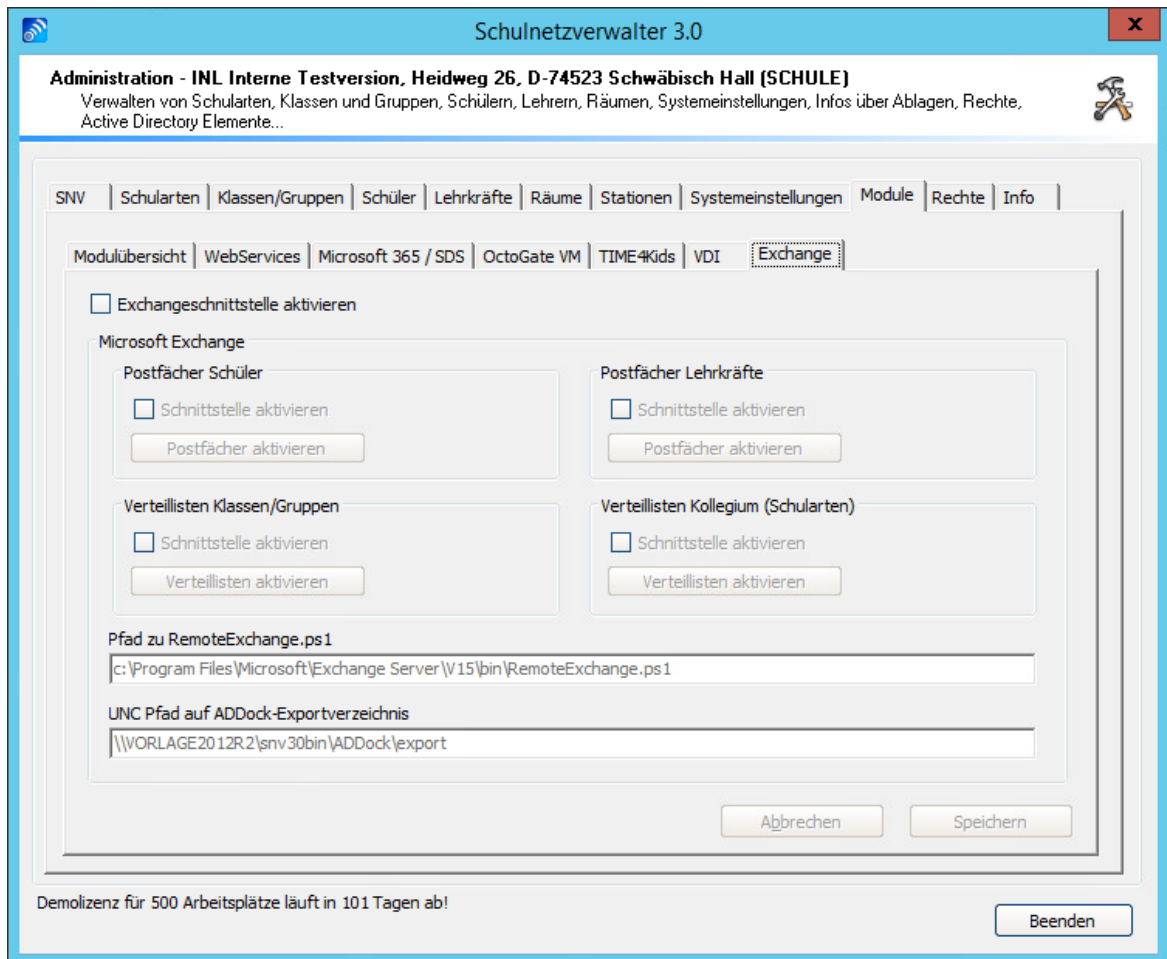 Schulnetzverwalter 3.0
x
Administration - INL Interne Testversion, Heidweg 26, D-74523 Schwäbisch Hall (SCHULE)
Verwalten von Schularten, Klassen und Gruppen, Schülern, Lehrern, Räumen, Systemeinstellungen, Infos über Ablagen, Rechte,
Active Directory Elemente...
SNV Schularten Klassen/Gruppen Schüler Lehrkräfte Räume Stationen Systemeinstellungen Module Rechte Info
Modulübersicht WebServices Microsoft 365 / SDS OctoGate VM TIME4Kids VDI Exchange
Exchangeschnittstelle aktivieren
Microsoft Exchange
Postfächer Schüler
Schnittstelle aktivieren
Postfächer aktivieren
Postfächer Lehrkräfte
Schnittstelle aktivieren
Postfächer aktivieren
Verteillisten Klassen/Gruppen
Schnittstelle aktivieren
Verteillisten aktivieren
Verteillisten Kollegium (Schularten)
Schnittstelle aktivieren
Verteillisten aktivieren
Pfad zu RemoteExchange.ps1
c:\Program Files\Microsoft\Exchange Server\V15\bin\RemoteExchange.ps1
UNC Pfad auf ADDock-Exportverzeichnis
\\VORLAGE2012R2\snv30bin\ADDock\export
Abbrechen Speichern
Demolizenz für 500 Arbeitsplätze läuft in 101 Tagen ab!
Beenden